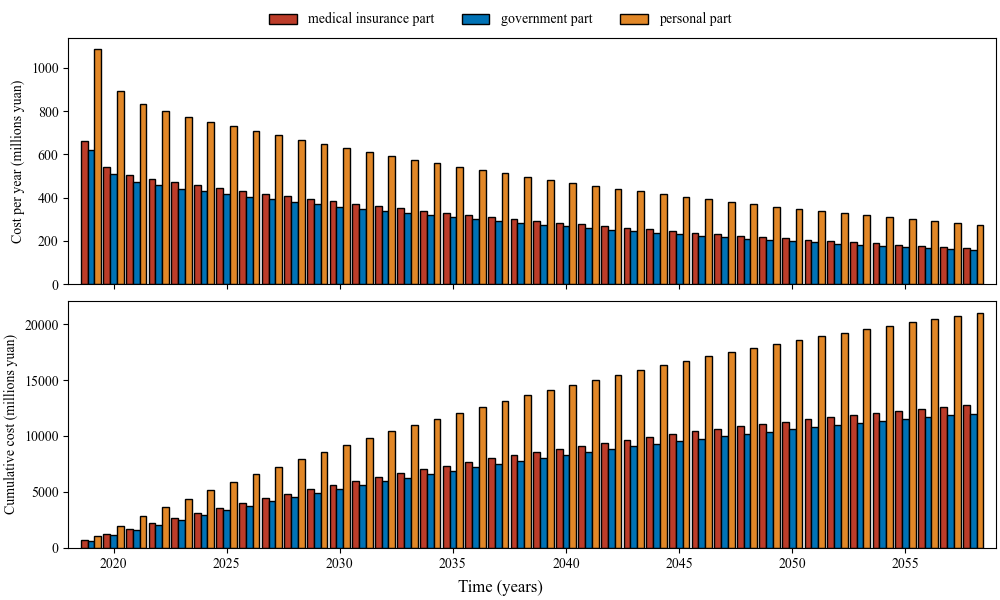 medical insurance part government part personal part
Cost per year (millions yuan)
1000
800
600
400
200
0
Cumulative cost (millions yuan)
20000
15000
10000
5000
0
2020 2025 2030 2035 2040 2045 2050 2055
Time (years)